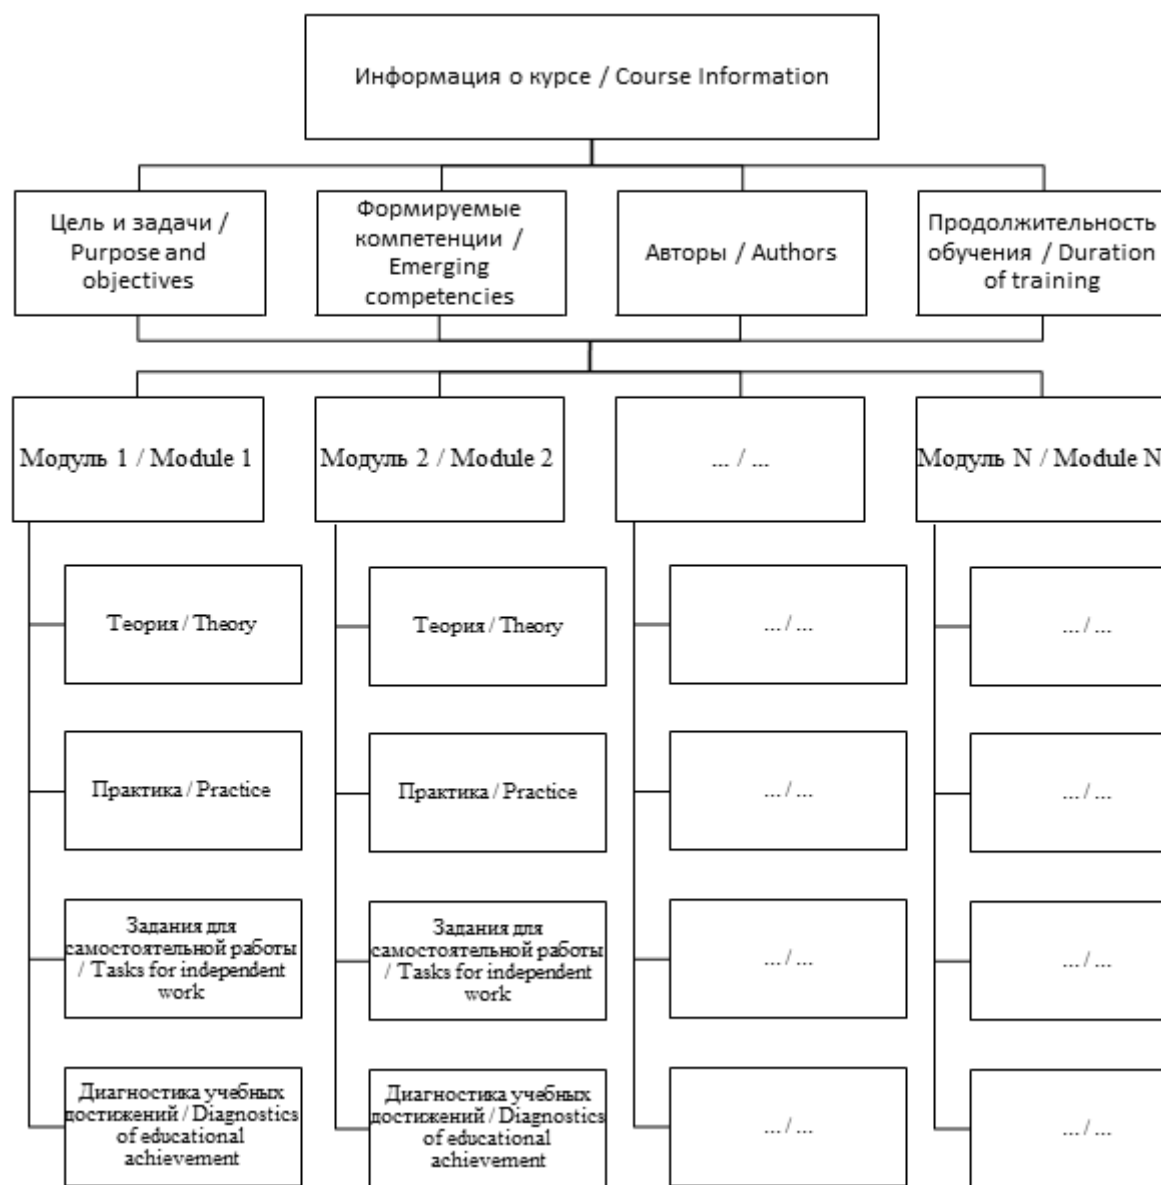 Информация о курсе / Course Information
Цель и задачи /
Purpose and
objectives
Формируемые
компетенции /
Emerging
competencies
Авторы / Authors
Продолжительность
обучения / Duration
of training
Модуль 1 / Module 1
Модуль 2 / Module 2
... / ...
Модуль N / Module N
Теория / Theory
Теория / Theory
... / ...
... / ...
Практика / Practice
Практика / Practice
... / ...
... / ...
Задания для
самостоятельной работы
/ Tasks for independent
work
Задания для
самостоятельной работы
/ Tasks for independent
work
... / ...
... / ...
Диагностика учебных
достижений / Diagnostics
of educational
achievement
Диагностика учебных
достижений / Diagnostics
of educational
achievement
... / ...
... / ...